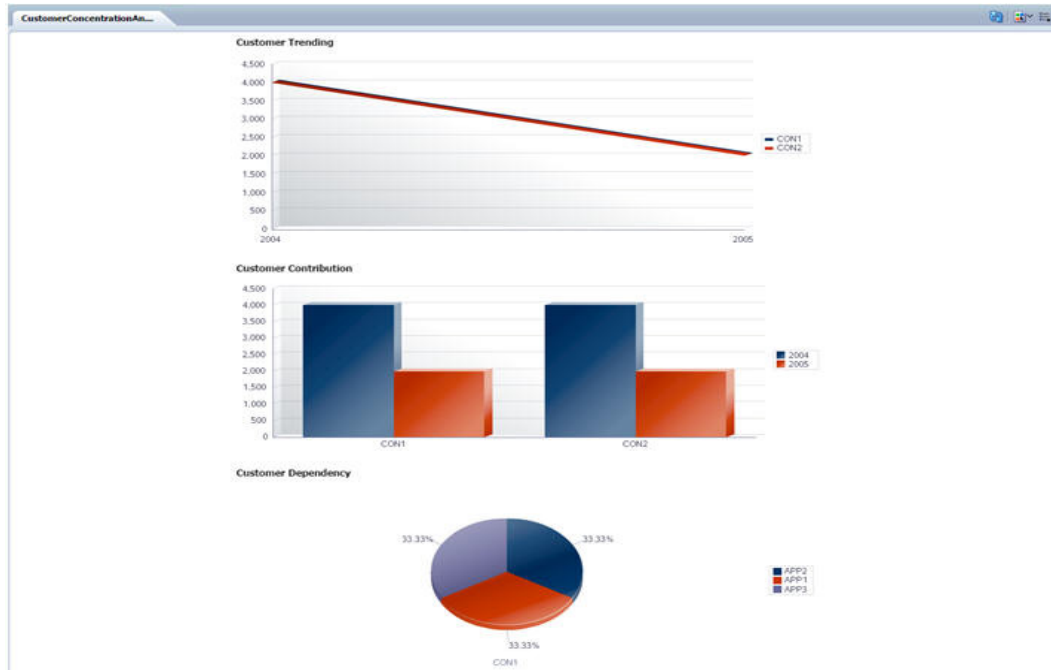 CustomerConcentrationAn...
Customer Trending
4,500
4,000
3,500
3,000
2,500
2,000
1,500
1,000
500
0
2004
2005
CON1
CON2
Customer Contribution
4,500
4,000
3,500
3,000
2,500
2,000
1,500
1,000
500
0
CON1
CON2
2004
2005
Customer Dependency
33.33%
33.33%
33.33%
CON1
APP2
APP1
APP3